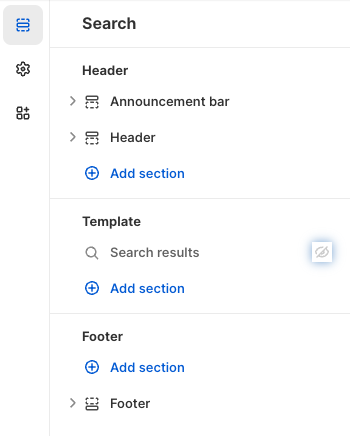 Search
Header
Announcement bar
Header
Add section
Template
Search results
Add section
Footer
Add section
Footer